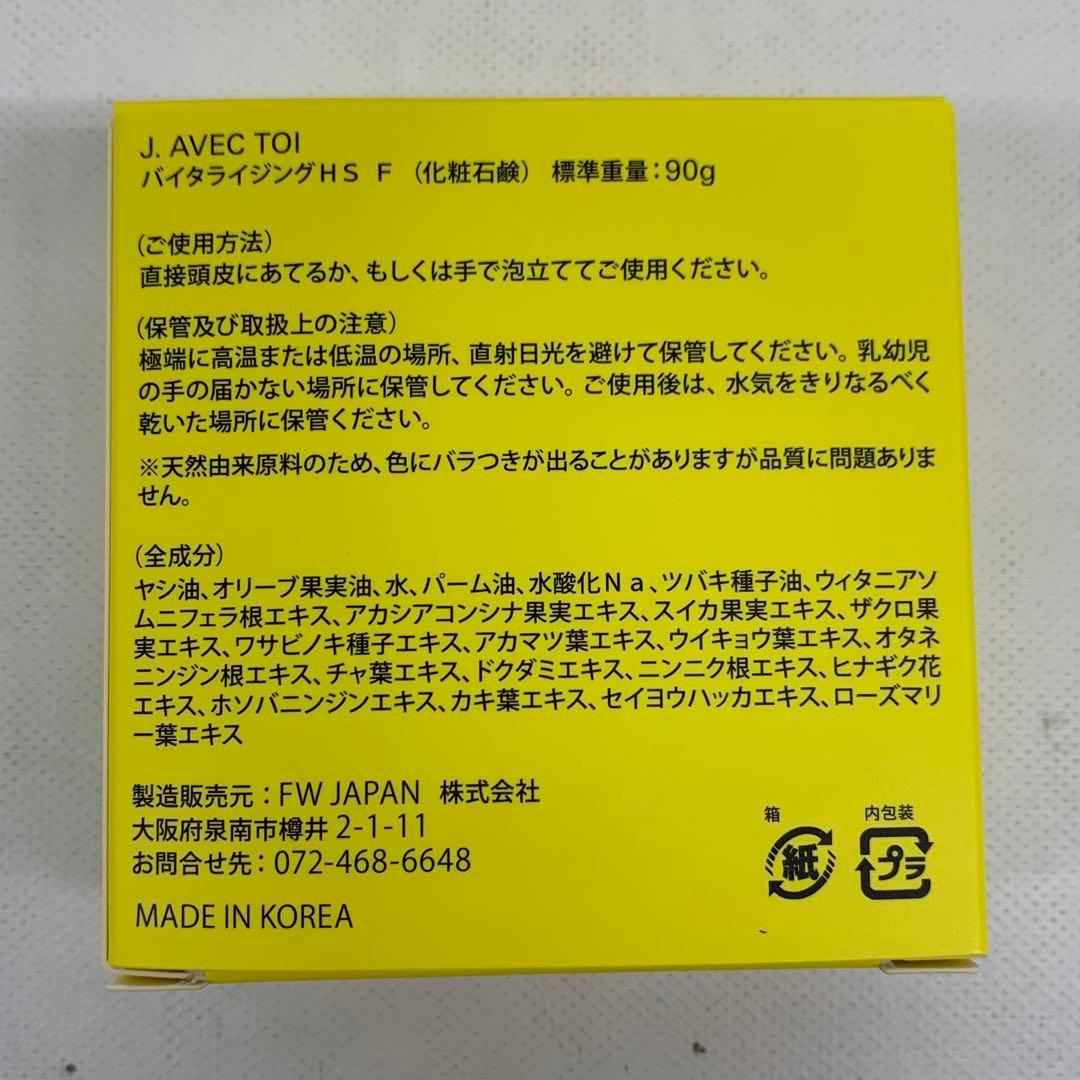 J. AVEC TOI
バイタライジングＨＳ Ｆ （化粧石鹸） 標準重量：90g
（ご使用方法）
直接頭皮にあてるか、もしくは手で泡立ててご使用ください。
（保管及び取扱上の注意）
極端に高温または低温の場所、直射日光を避けて保管してください。乳幼児
の手の届かない場所に保管してください。ご使用後は、水気をきりなるべく
乾いた場所に保管ください。
※天然由来原料のため、色にバラつきが出ることがありますが品質に問題ありま
せん。
（全成分）
ヤシ油、オリーブ果実油、水、パーム油、水酸化Ｎａ、ツバキ種子油、ウィタニアソ
ムニフェラ根エキス、アカシアコンシナ果実エキス、スイカ果実エキス、ザクロ果
実エキス、ワサビノキ種子エキス、アカマツ葉エキス、ウイキョウ葉エキス、オタネ
ニンジン根エキス、チャ葉エキス、ドクダミエキス、ニンニク根エキス、ヒナギク花
エキス、ホソバニンジンエキス、カキ葉エキス、セイヨウハッカエキス、ローズマリ
ー葉エキス
製造販売元：FW JAPAN 株式会社
大阪府泉南市樽井 2-1-11
お問合せ先：072-468-6648
MADE IN KOREA
箱
紙
内包装
プラ